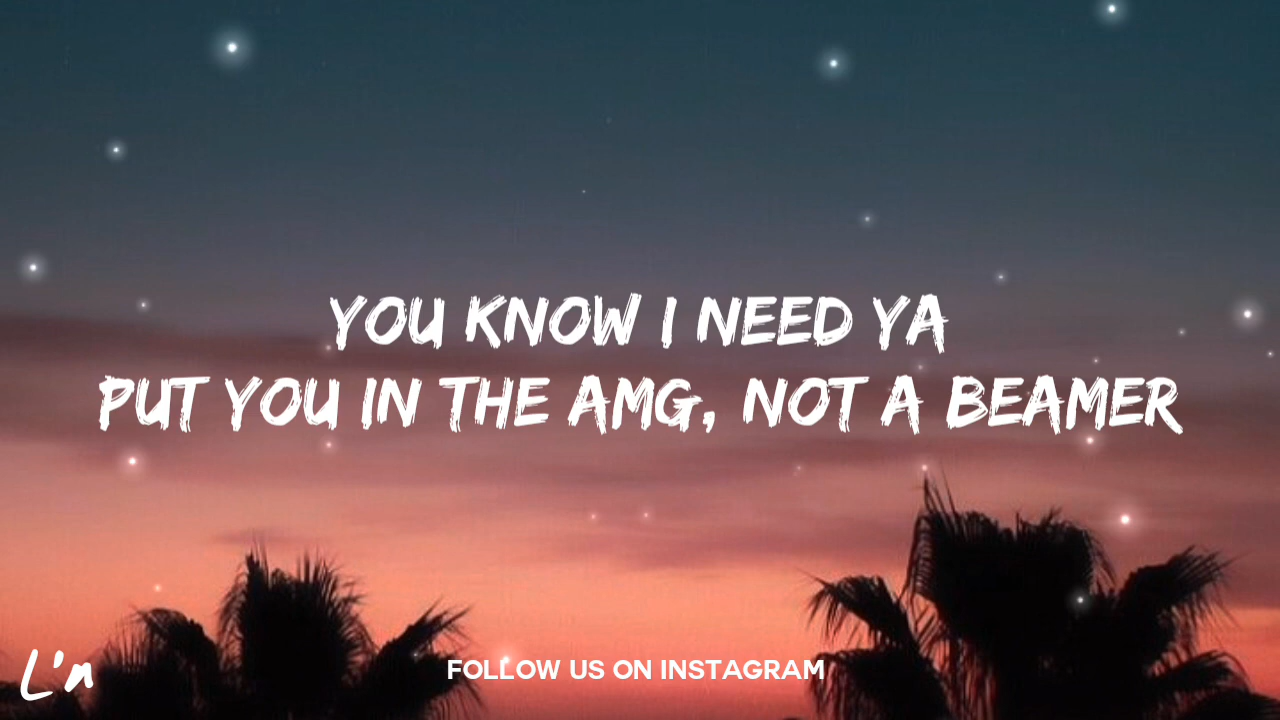 YOU KNOW I NEED YA
PUT YOU IN THE AMG, NOT A BEAMER
L'M
FOLLOW US ON INSTAGRAM